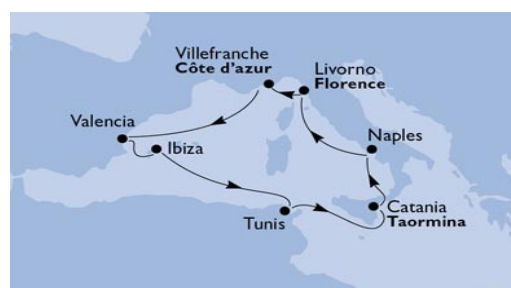 Villefranche
Côte d'azur
Livorno
Florence
Valencia
Ibiza
Naples
Tunis
Catania
Taormina